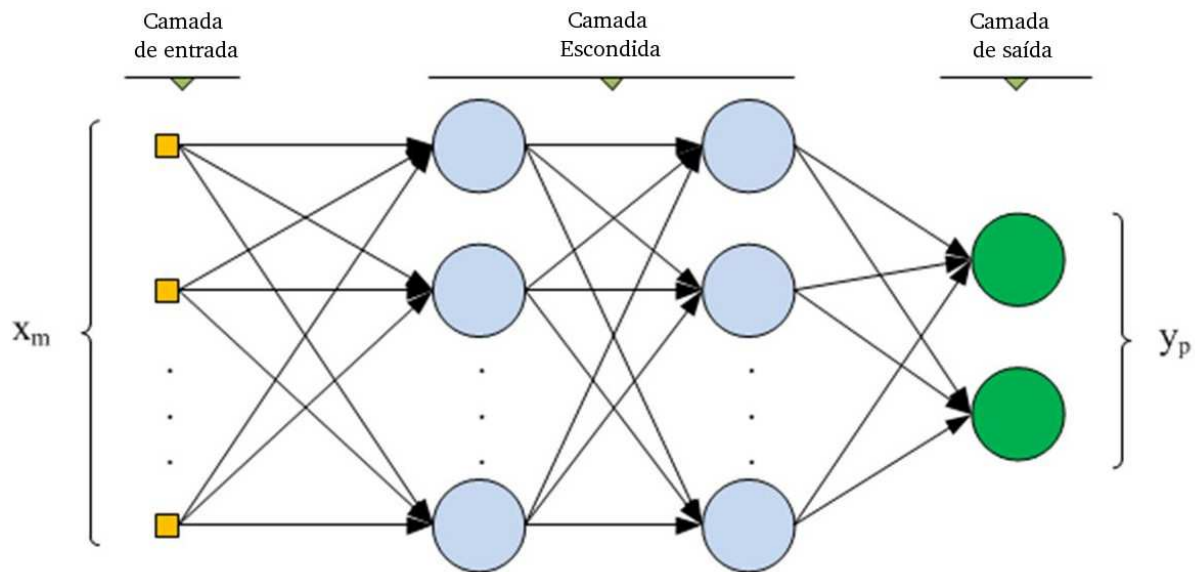 Camada
de entrada
Camada
Escondida
Camada
de saída
xₘ
yₚ